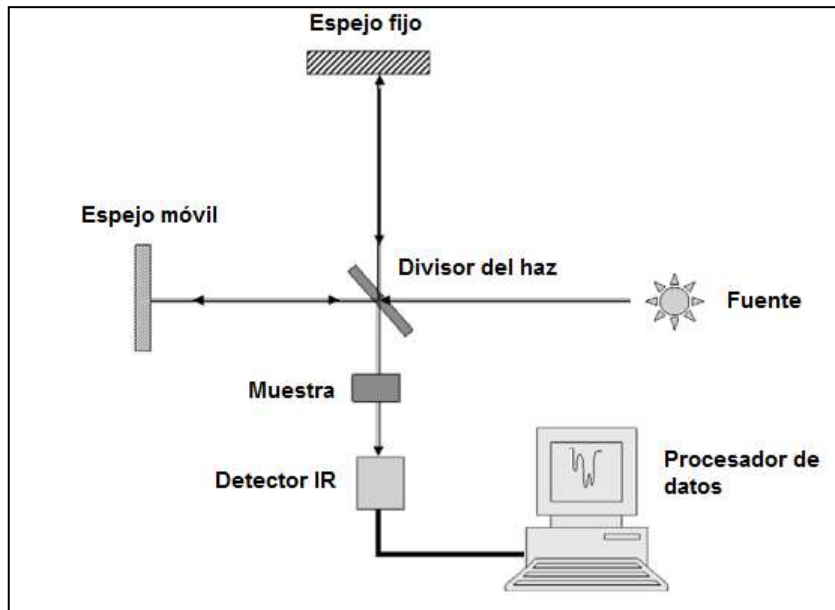 Espejo fijo
Espejo móvil
Divisor del haz
Fuente
Muestra
Detector IR
Procesador de
datos